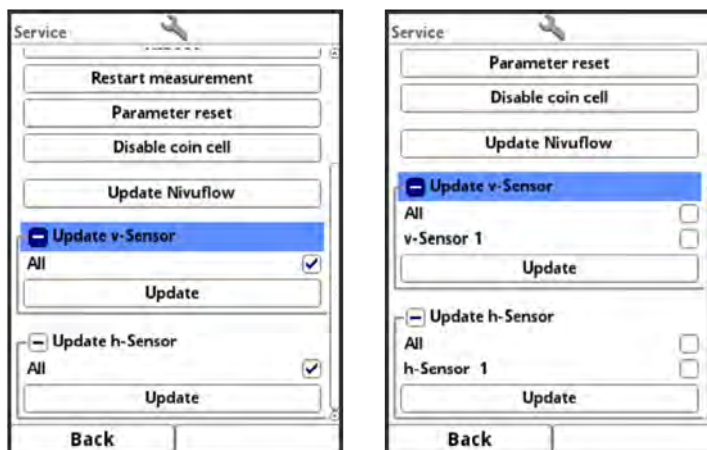 Service
Restart measurement
Parameter reset
Disable coin cell
Update Nivuflow
Update v-Sensor
All
Update
Update h-Sensor
All
Update
Back
Service
Parameter reset
Disable coin cell
Update Nivuflow
Update v-Sensor
All
v-Sensor 1
Update
Update h-Sensor
All
h-Sensor 1
Update
Back